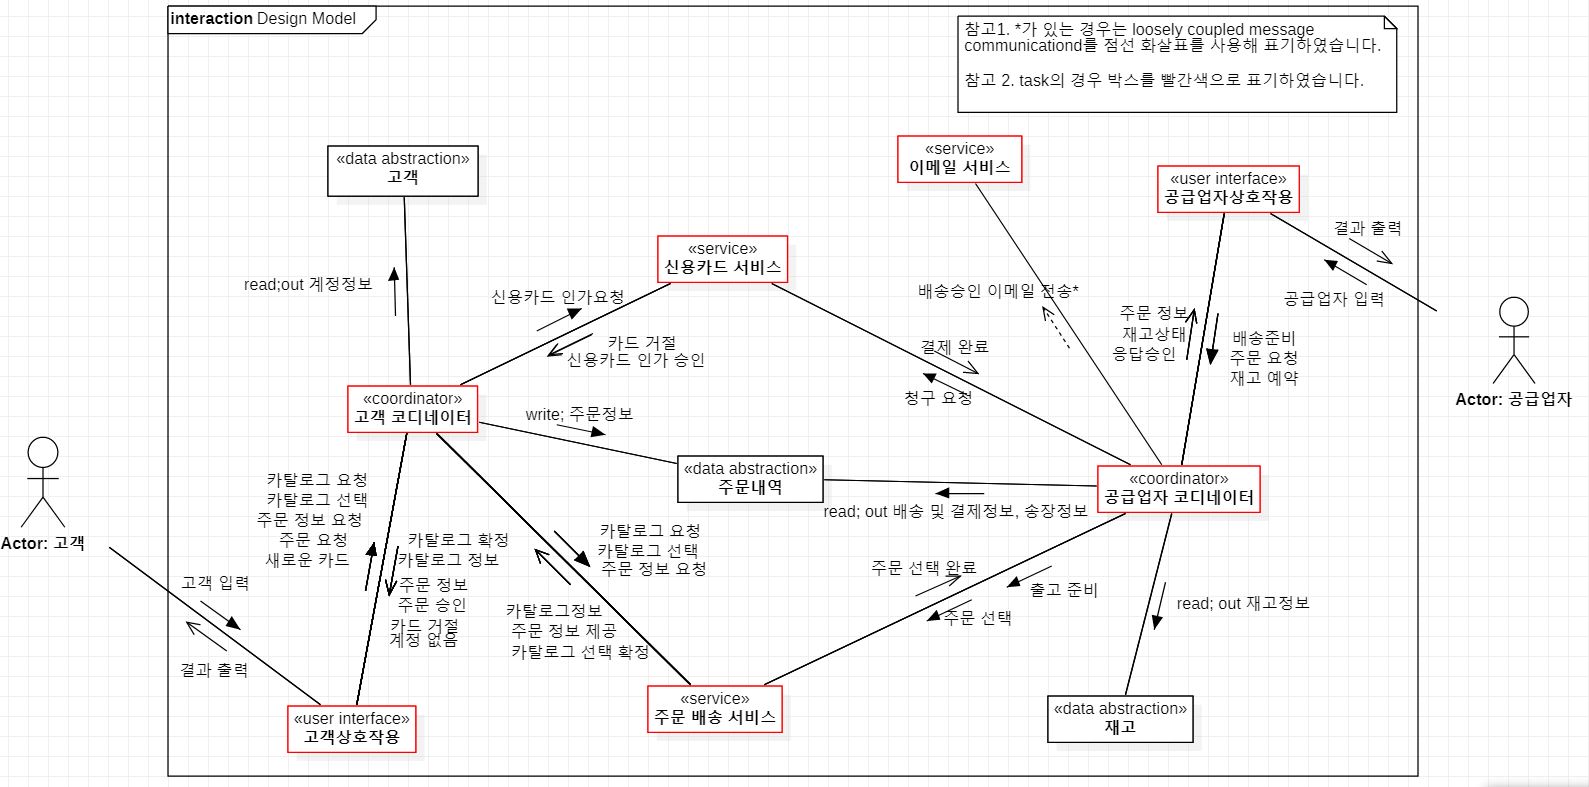 interaction Design Model
참고1. *가 있는 경우는 loosely coupled message
communicationd를 점선 화살표를 사용해 표기하였습니다.
참고 2. task의 경우 박스를 빨간색으로 표기하였습니다.
«data abstraction»
고객
«service»
이메일 서비스
«user interface»
공급업자상호작용
결과 출력
공급업자 입력
Actor: 공급업자
«service»
신용카드 서비스
read;out 계정정보
신용카드 인가요청
카드 거절
신용카드 인가 승인
배송승인 이메일 전송*
주문 정보
재고상태
응답승인
배송준비
주문 요청
재고 예약
결제 완료
청구 요청
«coordinator»
고객 코디네이터
write; 주문정보
«data abstraction»
주문내역
«coordinator»
공급업자 코디네이터
read; out 배송 및 결제정보, 송장정보
Actor: 고객
카탈로그 요청
카탈로그 선택
주문 정보 요청
주문 요청
새로운 카드
카탈로그 확정
카탈로그 정보
주문 정보
주문 승인
카드 거절
계정 없음
카탈로그 요청
카탈로그 선택
주문 정보 요청
카탈로그정보
주문 정보 제공
카탈로그 선택 확정
주문 선택 완료
출고 준비
주문 선택
read; out 재고정보
고객 입력
결과 출력
«user interface»
고객상호작용
«service»
주문 배송 서비스
«data abstraction»
재고